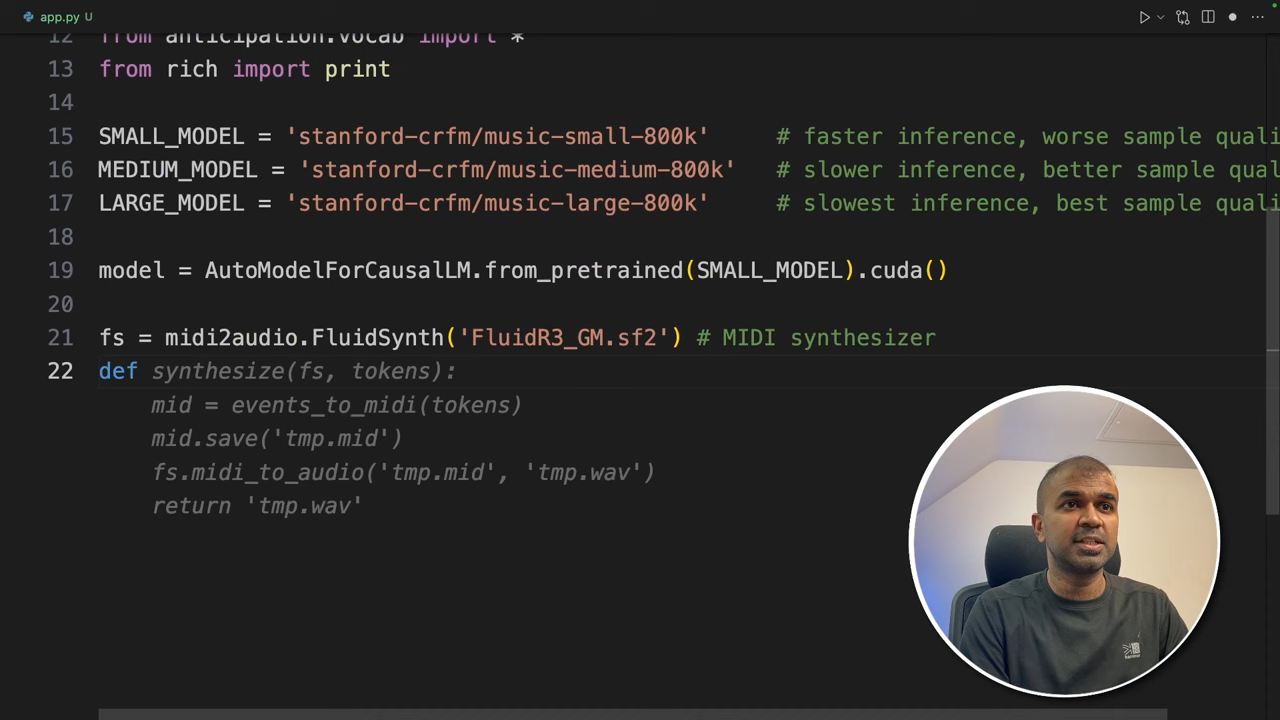 app.py U
12 from anticipation.vocab import *
13 from rich import print
14
15 SMALL_MODEL = 'stanford-crfm/music-small-800k' # faster inference, worse sample quali
16 MEDIUM_MODEL = 'stanford-crfm/music-medium-800k' # slower inference, better sample qual
17 LARGE_MODEL = 'stanford-crfm/music-large-800k' # slowest inference, best sample quali
18
19 model = AutoModelForCausalLM.from_pretrained(SMALL_MODEL).cuda()
20
21 fs = midi2audio.FluidSynth('FluidR3_GM.sf2') # MIDI synthesizer
22 def synthesize(fs, tokens):
mid = events_to_midi(tokens)
mid.save('tmp.mid')
fs.midi_to_audio('tmp.mid', 'tmp.wav')
return 'tmp.wav'